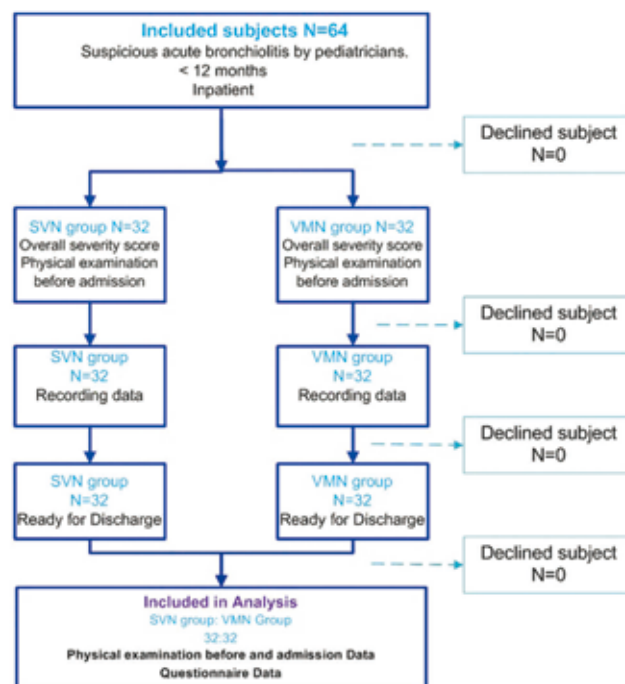 Included subjects N=64
Suspicious acute bronchiolitis by pediatricians.
< 12 months
Inpatient
Declined subject
N=0
SVN group N=32
Overall severity score
Physical examination
before admission
VMN group N=32
Overall severity score
Physical examination
before admission
Declined subject
N=0
SVN group
N=32
Recording data
VMN group
N=32
Recording data
Declined subject
N=0
SVN group
N=32
Ready for Discharge
VMN group
N=32
Ready for Discharge
Declined subject
N=0
Included in Analysis
SVN group: VMN Group
32:32
Physical examination before and admission Data
Questionnaire Data